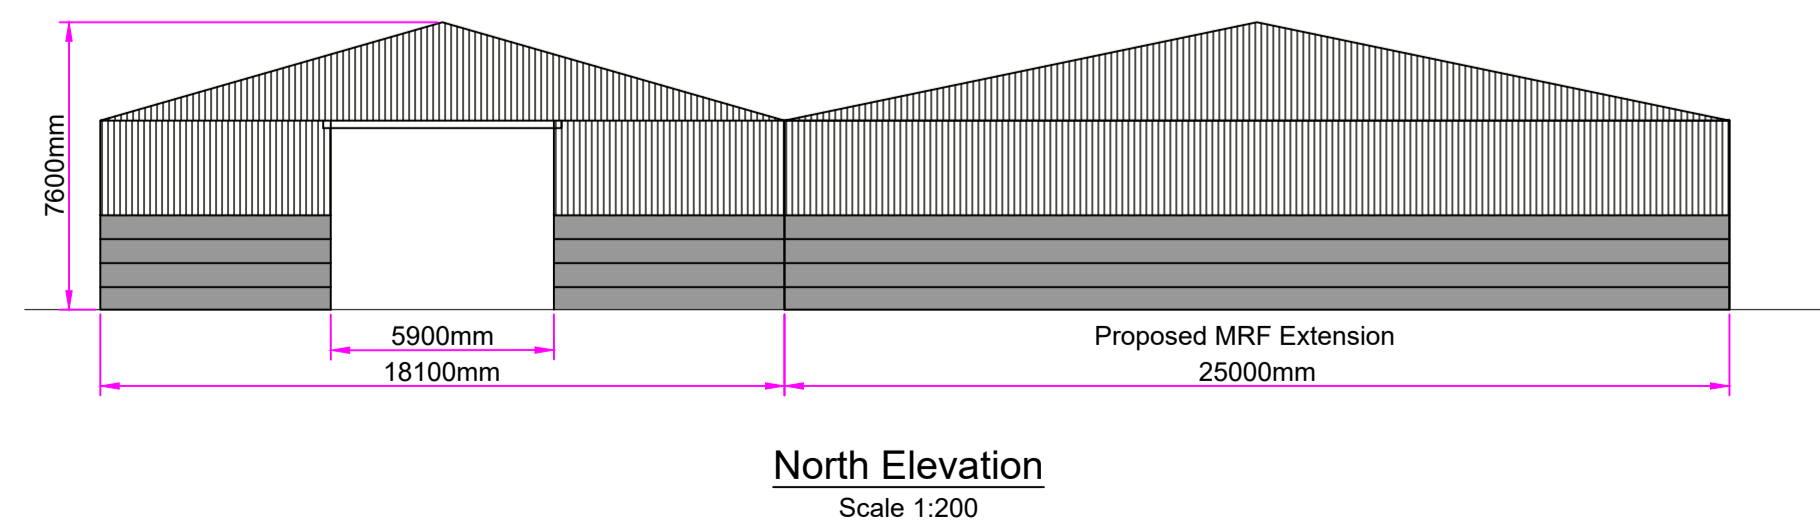 7600mm
5900mm
18100mm
Proposed MRF Extension
25000mm
North Elevation
Scale 1:200